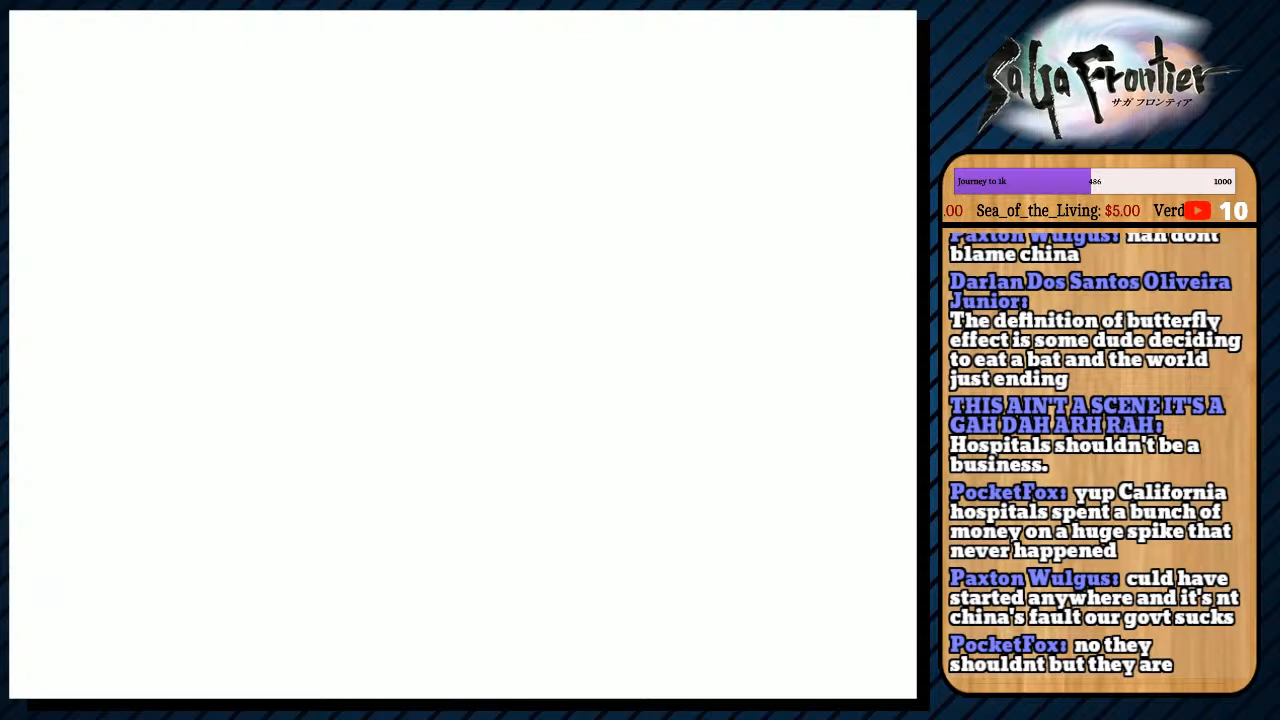 SaGa Frontier
サガ フロンティア
Journey to 1k 486 1000
.00 Sea_of_the_Living: $5.00 Verd 10
Paxton Wulgus: nah dont
blame china
Darlan Dos Santos Oliveira
Junior:
The definition of butterfly
effect is some dude deciding
to eat a bat and the world
just ending
THIS AIN'T A SCENE IT'S A
GAH DAH ARH RAH:
Hospitals shouldn't be a
business.
PocketFox: yup California
hospitals spent a bunch of
money on a huge spike that
never happened
Paxton Wulgus: culd have
started anywhere and it's nt
china's fault our govt sucks
PocketFox: no they
shouldnt but they are